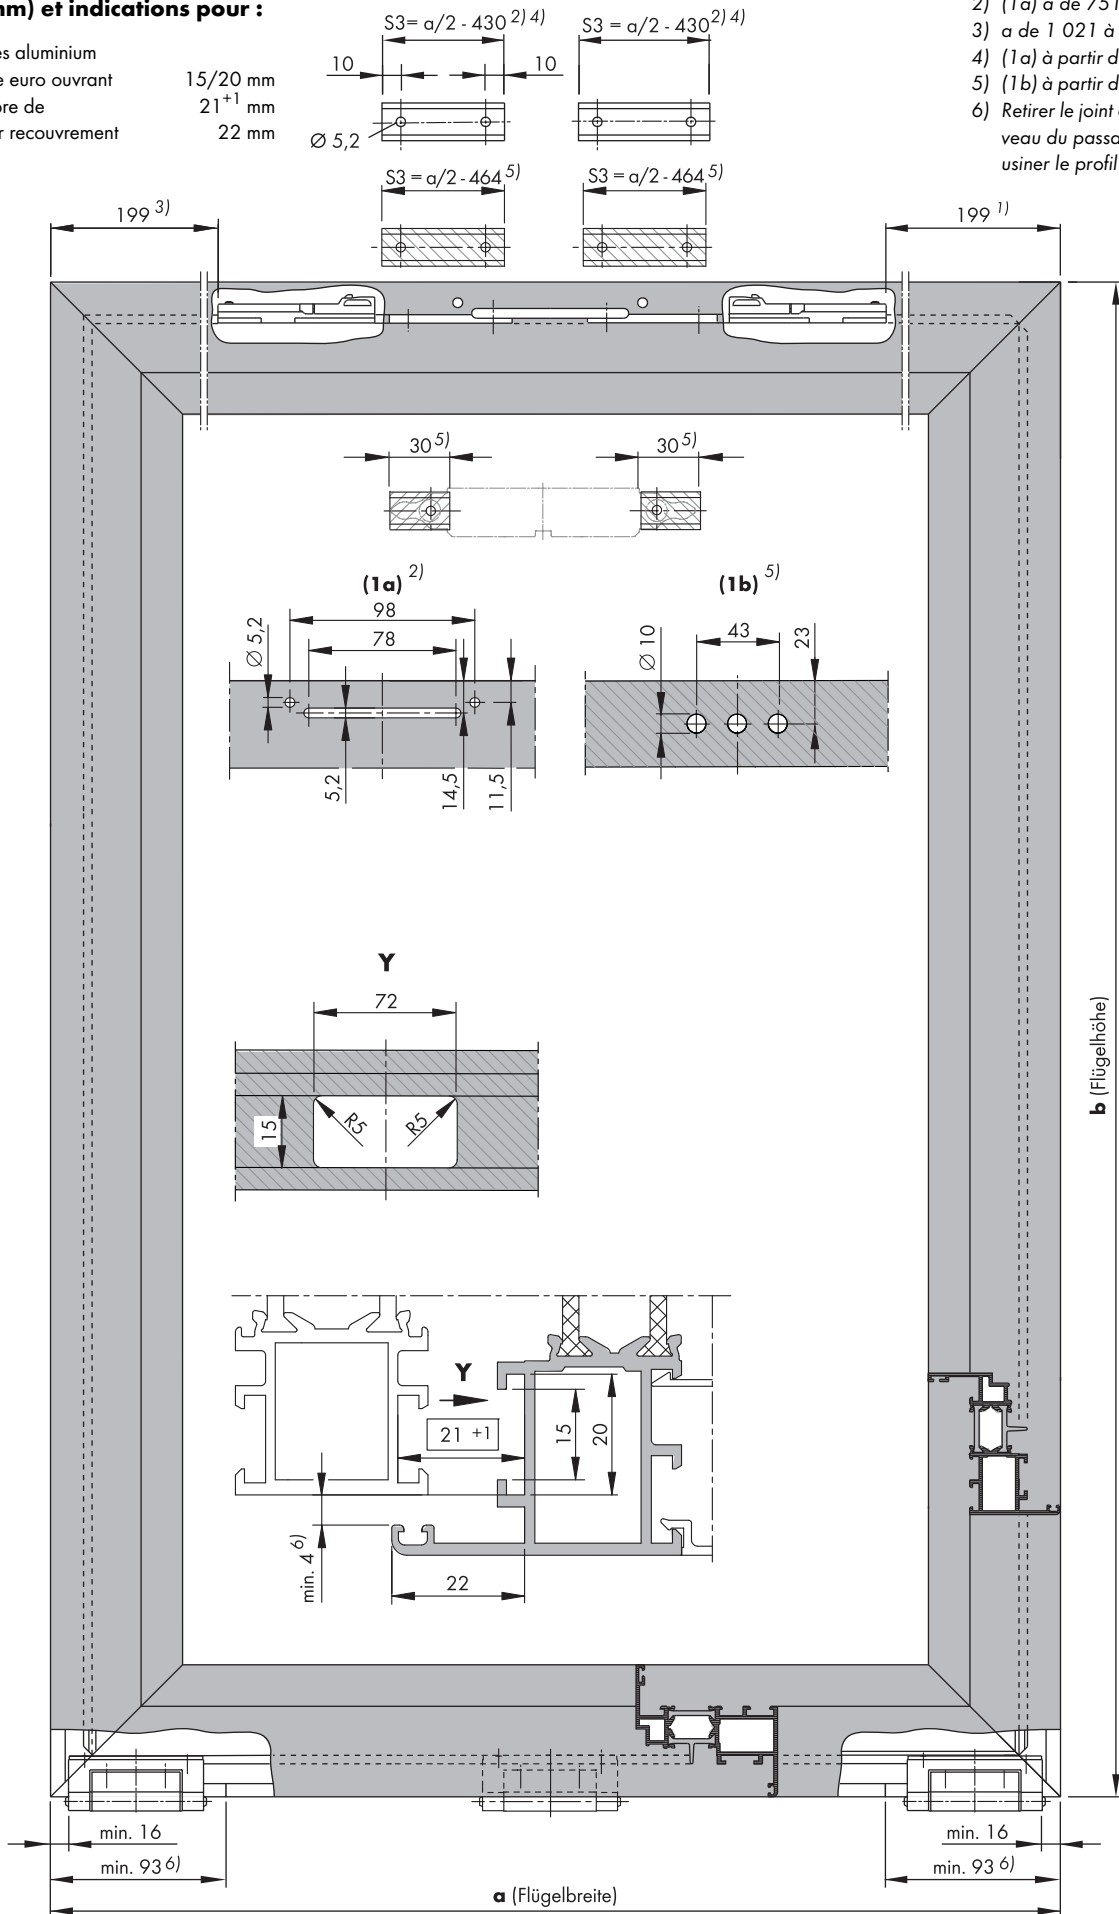 mm) et indications pour :
es aluminium
e euro ouvrant 15/20 mm
bre de 21+1 mm
r recouvrement 22 mm
2) (1a) a de 751
3) a de 1 021 à
4) (1a) à partir d
5) (1b) à partir d
6) Retirer le joint
veau du passa
usiner le profil
S3= a/2 - 430 2) 4)
S3 = a/2 - 430 2) 4)
10
10
Ø 5,2
S3 = a/2 - 464 5)
S3 = a/2 - 464 5)
199 3)
199 1)
30 5)
30 5)
(1a) 2)
(1b) 5)
98
78
Ø 5,2
5,2
14,5
11,5
Ø 10
43
23
Y
72
15
R5
R5
b (Flügelhöhe)
Y
21 +1
15
20
min. 4 6)
22
min. 16
min. 93 6)
min. 16
min. 93 6)
a (Flügelbreite)